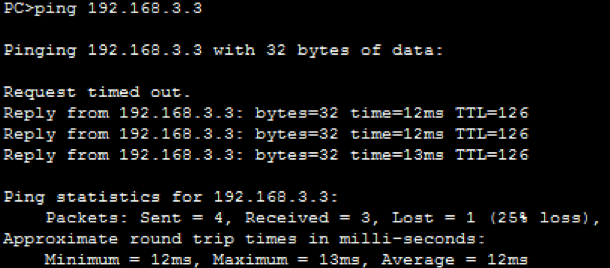 PC>ping 192.168.3.3
Pinging 192.168.3.3 with 32 bytes of data:
Request timed out.
Reply from 192.168.3.3: bytes=32 time=12ms TTL=126
Reply from 192.168.3.3: bytes=32 time=12ms TTL=126
Reply from 192.168.3.3: bytes=32 time=13ms TTL=126
Ping statistics for 192.168.3.3:
    Packets: Sent = 4, Received = 3, Lost = 1 (25% loss),
Approximate round trip times in milli-seconds:
    Minimum = 12ms, Maximum = 13ms, Average = 12ms